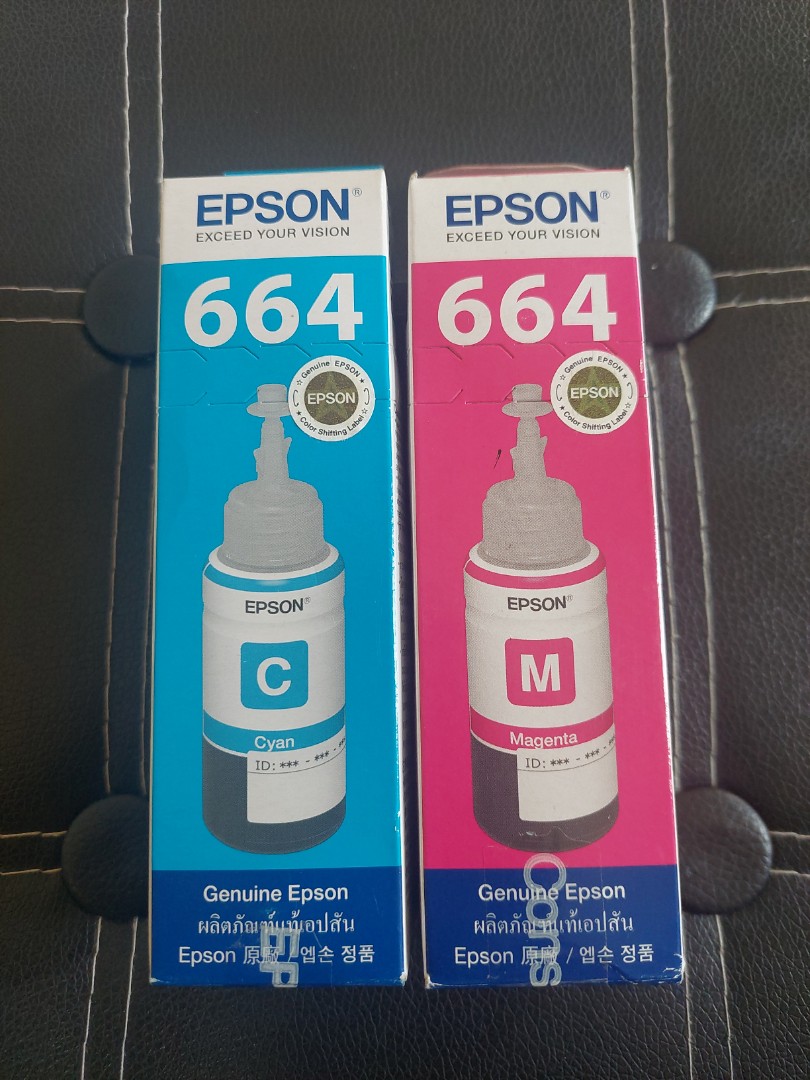 EPSON®
EXCEED YOUR VISION
664
Genuine EPSON
EPSON
Color Shifting Label
EPSON®
C
Cyan
ID: *** - *** - **
Genuine Epson
ผลิตภัณฑ์แท้เอปสัน
Epson 原廠 / 엡손 정품
EP
EPSON®
EXCEED YOUR VISION
664
Genuine EPSON
EPSON
Color Shifting Label
EPSON®
M
Magenta
ID: *** - *** - *
Genuine Epson
ผลิตภัณฑ์แท้เอปสัน
Epson 原廠 / 엡손 정품